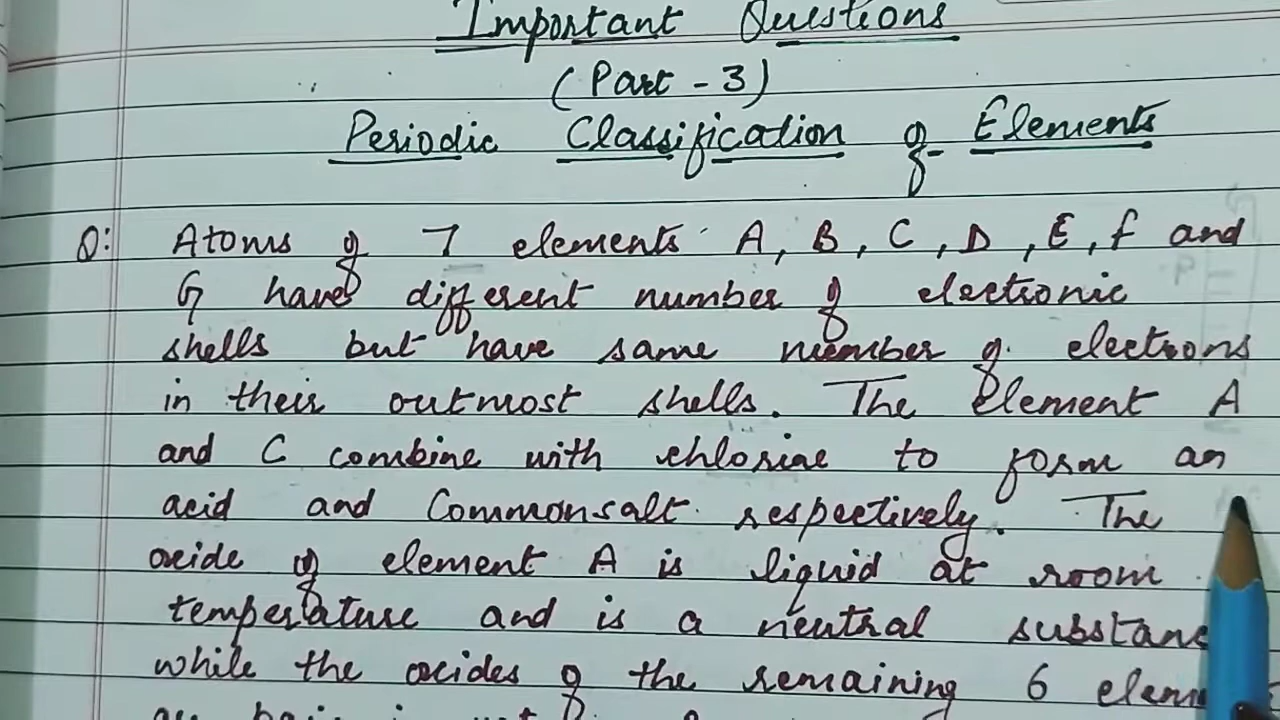 Important Questions
(Part - 3)
Periodic Classification of Elements
Q: Atoms of 7 elements A, B, C, D, E, F and
G have different number of electronic
shells but have same number of electrons
in their outmost shells. The element A
and C combine with chlorine to form an
acid and Common salt respectively. The
oxide of element A is liquid at room
temperature and is a neutral substanc
while the oxides of the remaining 6 elem